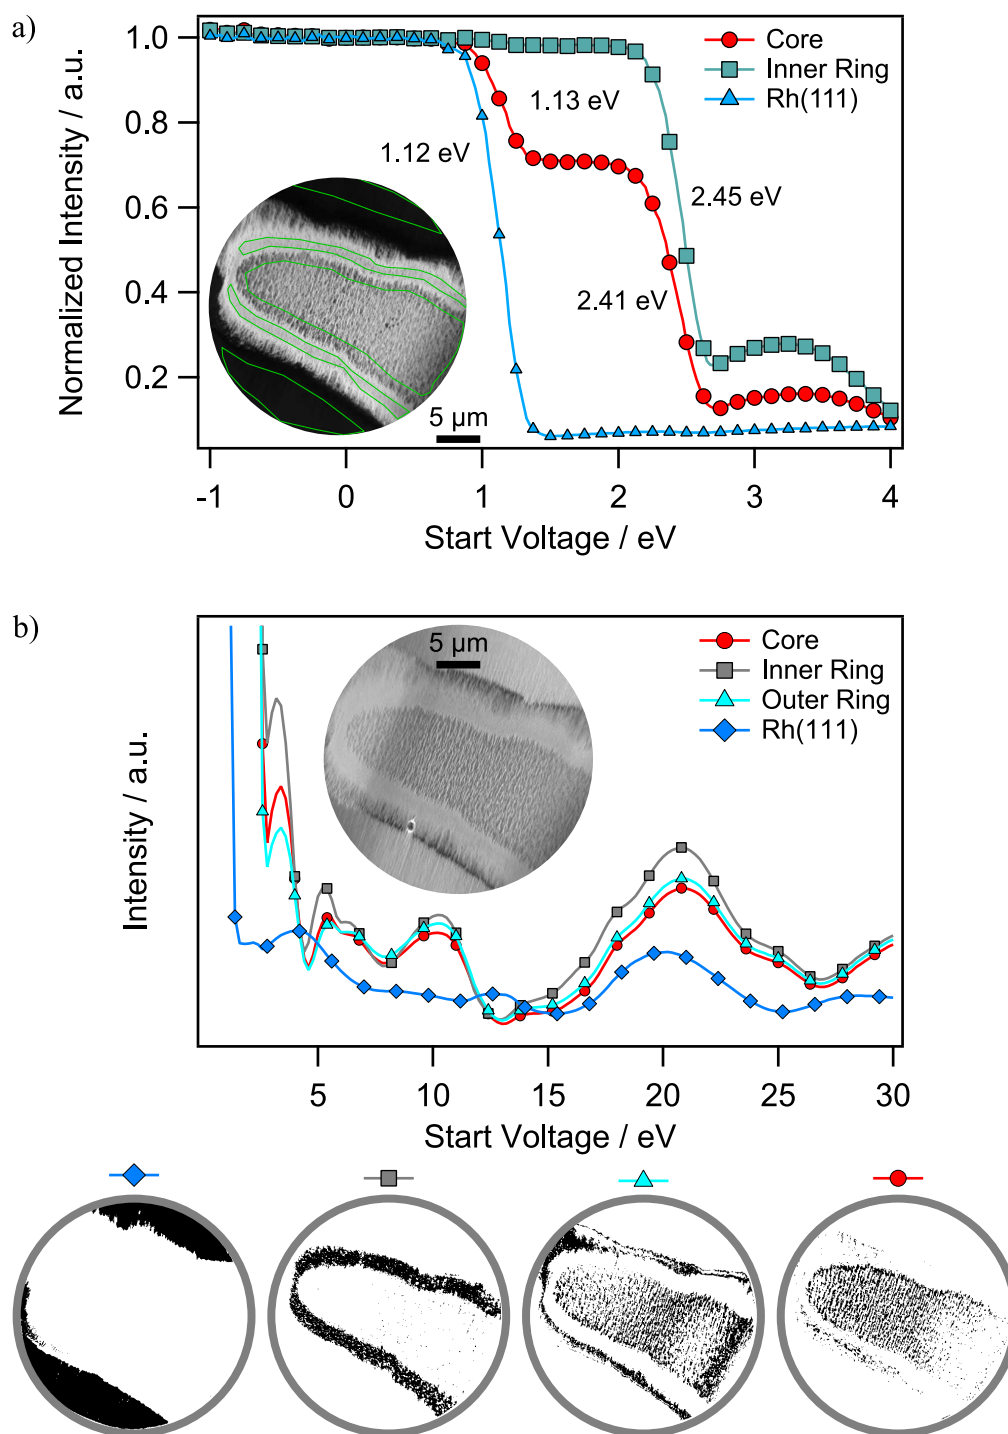 a)
1.0
0.8
0.6
0.4
0.2
Normalized Intensity / a.u.
Core
Inner Ring
Rh(111)
1.13 eV
1.12 eV
2.45 eV
2.41 eV
5 µm
-1 0 1 2 3 4
Start Voltage / eV
b)
Intensity / a.u.
5 µm
Core
Inner Ring
Outer Ring
Rh(111)
5 10 15 20 25 30
Start Voltage / eV